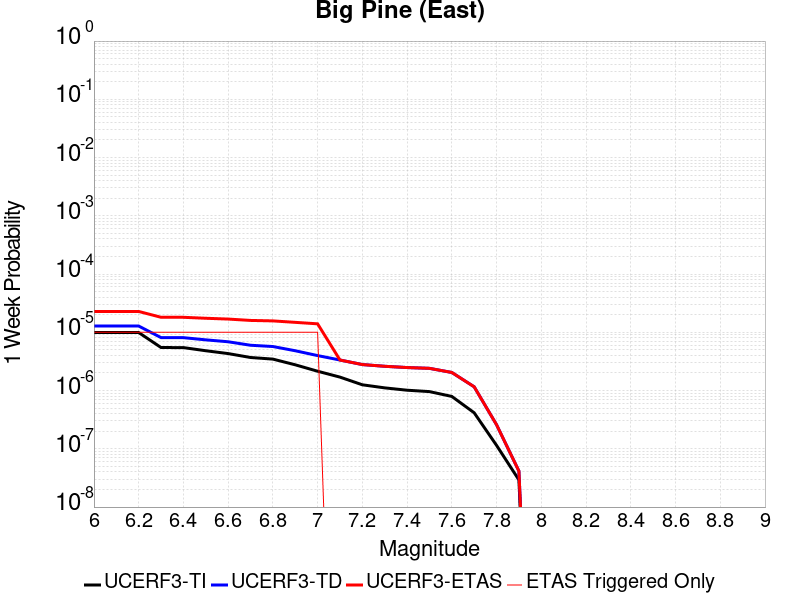 Big Pine (East)
10^0
10^-1
10^-2
10^-3
10^-4
10^-5
10^-6
10^-7
10^-8
1 Week Probability
6 6.2 6.4 6.6 6.8 7 7.2 7.4 7.6 7.8 8 8.2 8.4 8.6 8.8 9
Magnitude
UCERF3-TI UCERF3-TD UCERF3-ETAS ETAS Triggered Only